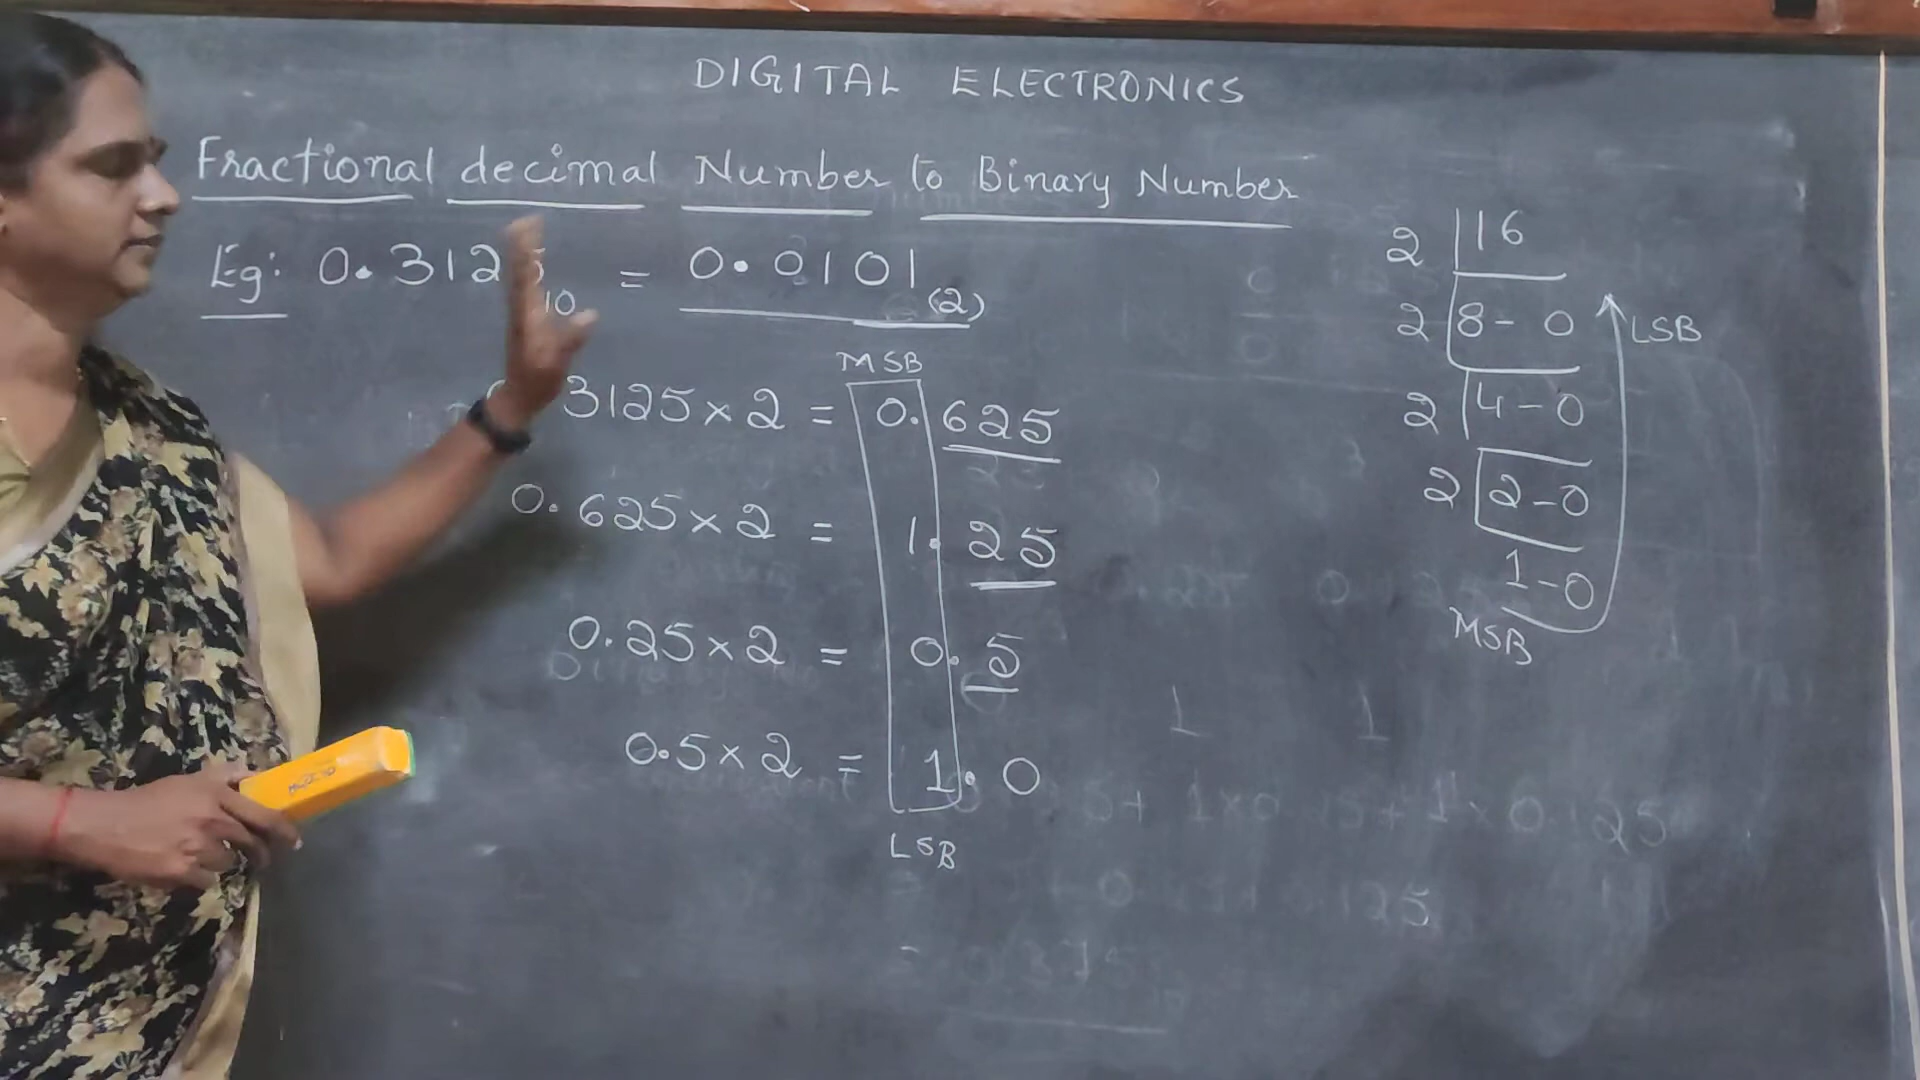 DIGITAL ELECTRONICS
Fractional decimal Number to Binary Number
Eg: 0.3125 10 = 0.0101 (2)
MSB
3125 × 2 = 0.625
0.625 × 2 = 1.25
0.25 × 2 = 0.5
0.5 × 2 = 1.0
LSB
2 16
2 8 - 0 LSB
2 4 - 0
2 2 - 0
1 - 0
MSB